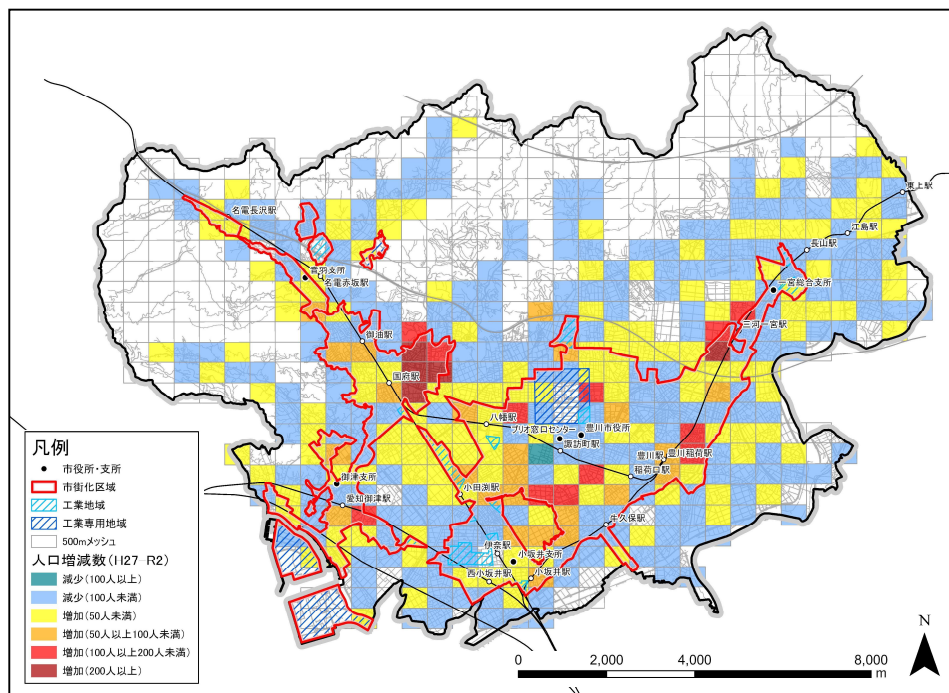 東上駅
江島駅
名電長沢駅
長山駅
音羽支所
名電赤坂駅
一宮総合支所
三河一宮駅
御油駅
国府駅
八幡駅
プリオ窓口センター
豊川市役所
諏訪町駅
豊川駅
豊川稲荷駅
稲荷口駅
御津支所
愛知御津駅
小田渕駅
牛久保駅
伊奈駅
小坂井支所
西小坂井駅
小坂井駅
凡例
市役所・支所
市街化区域
工業地域
工業専用地域
500mメッシュ
人口増減数(H27-R2)
減少(100人以上)
減少(100人未満)
増加(50人未満)
増加(50人以上100人未満)
増加(100人以上200人未満)
増加(200人以上)
N
0 2,000 4,000 8,000
m